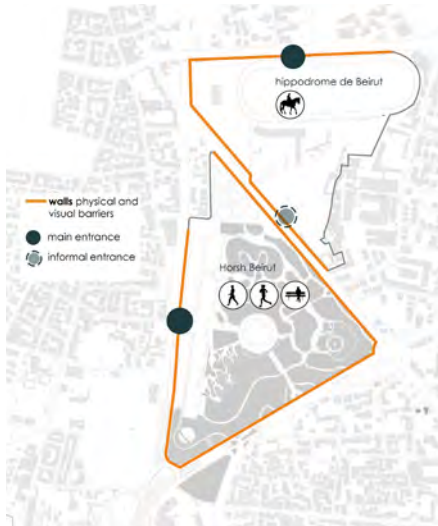 hippodrome de Beirut
walls physical and
visual barriers
main entrance
informal entrance
Horsh Beirut